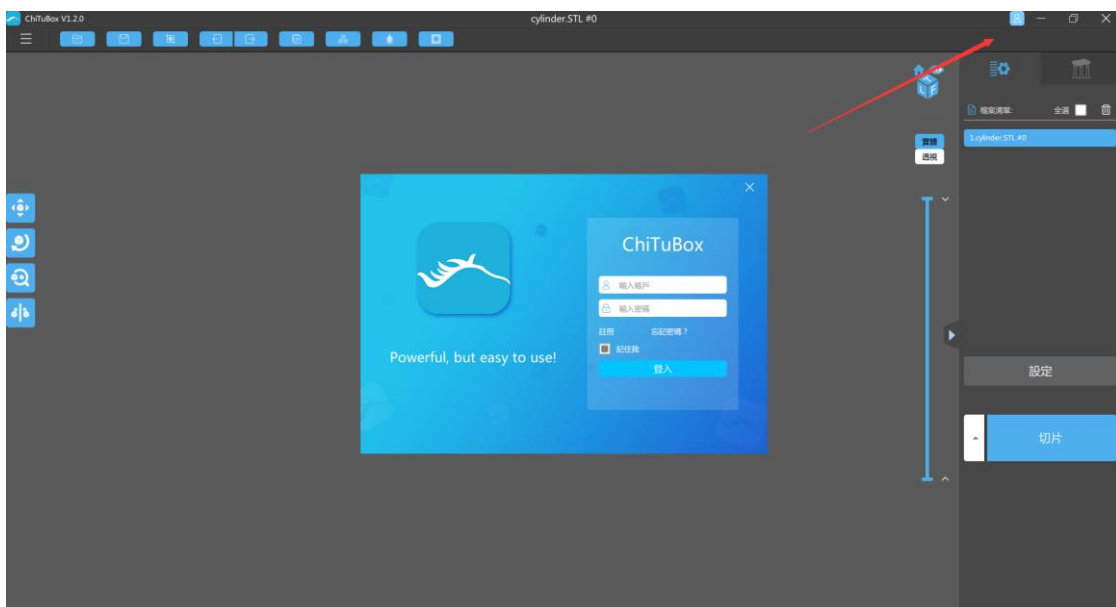 ChiTuBox V1.2.0
cylinder.STL #0
檔案清單:
全選
1.cylinder.STL #0
實體
透視
ChiTuBox
輸入帳戶
輸入密碼
註冊
忘記密碼？
記住我
登入
Powerful, but easy to use!
設定
切片